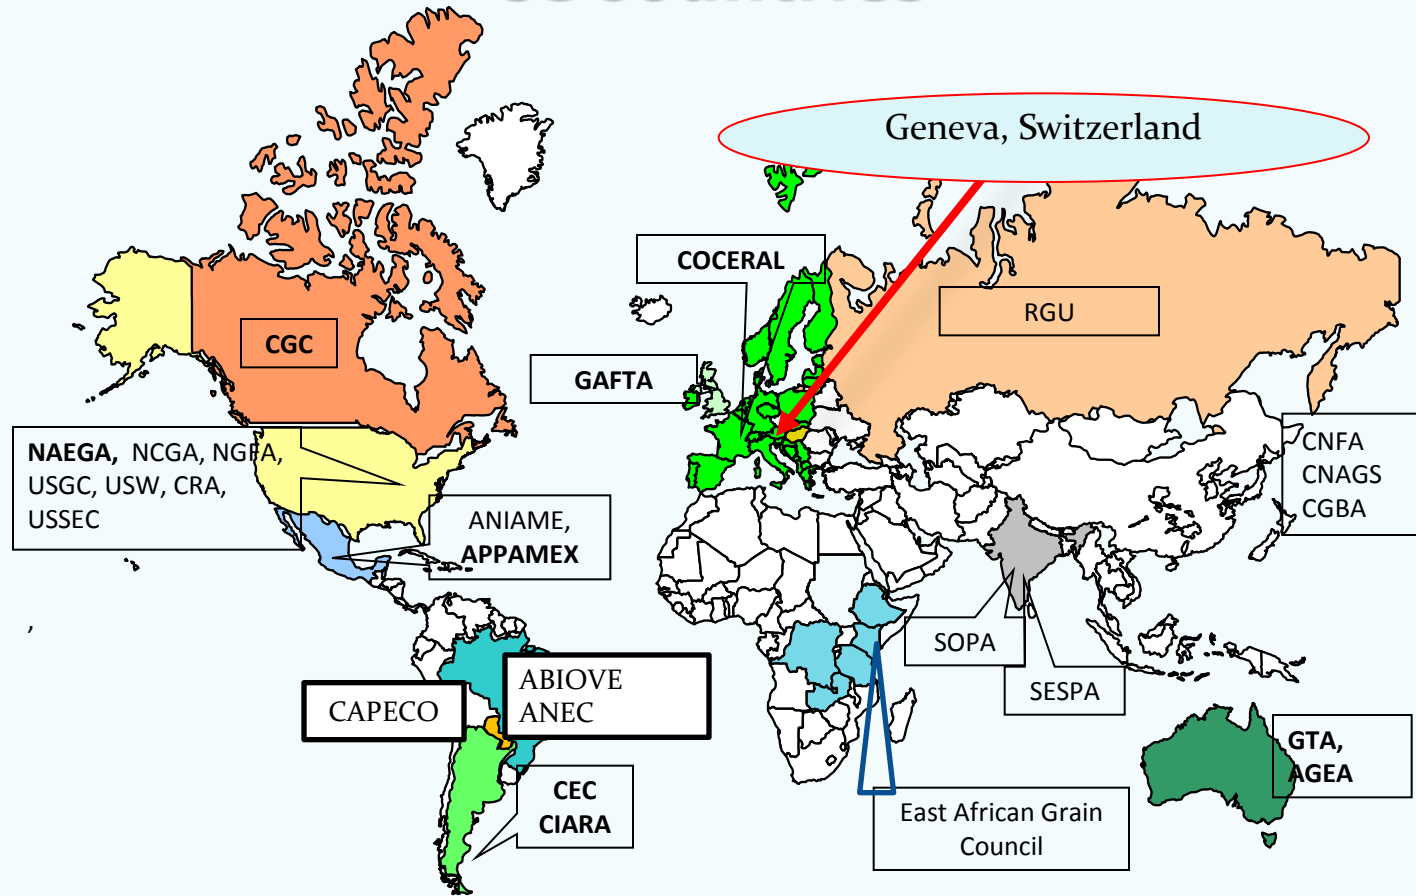 Geneva, Switzerland
COCERAL
RGU
CGC
GAFTA
NAEGA, NCGA, NGFA,
USGC, USW, CRA,
USSEC
CNFA
CNAGS
CGBA
ANIAME,
APPAMEX
,
SOPA
SESPA
ABIOVE
ANEC
CAPECO
GTA,
AGEA
CEC
CIARA
East African Grain
Council